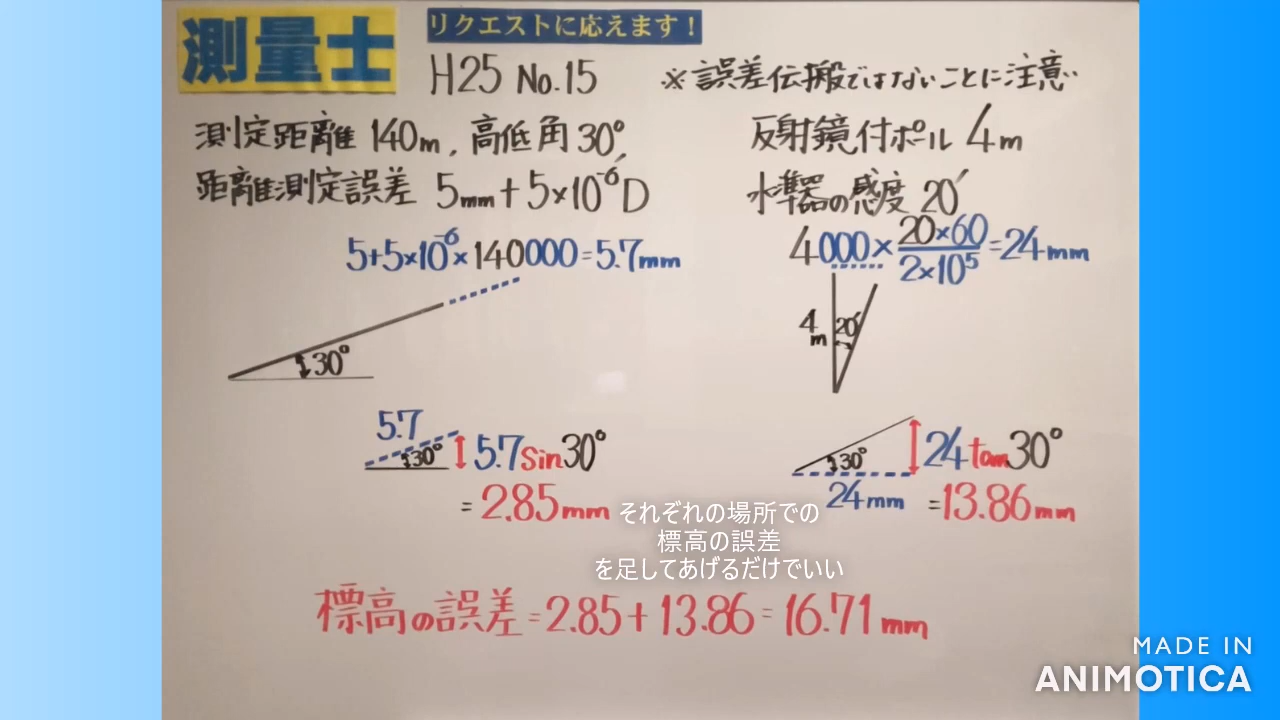 測量士
リクエストに応えます！
H25 No.15
※誤差伝搬ではないことに注意
測定距離 140m, 高低角 30°,
距離測定誤差 5mm+5×10⁻⁶D
5+5×10⁻⁶×140000=5.7mm
30°
5.7
30°
5.7sin30°
=2.85mm
反射鏡付ポール 4m
水準器の感度 20′
4000×(20×60)/(2×10⁵)=24mm
4m
20′
30°
24mm
24tan30°
=13.86mm
それぞれの場所での
標高の誤差
を足してあげるだけでいい
標高の誤差=2.85+13.86=16.71mm
MADE IN
ANIMOTICA